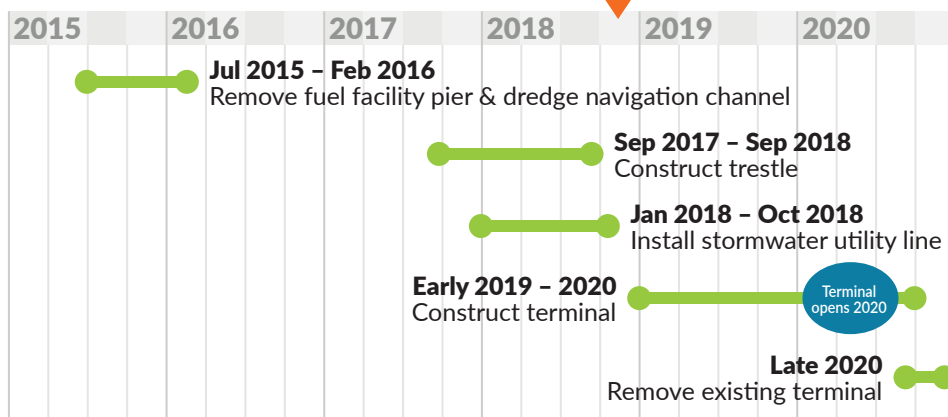 2015 2016 2017 2018 2019 2020
Jul 2015 – Feb 2016
Remove fuel facility pier & dredge navigation channel
Sep 2017 – Sep 2018
Construct trestle
Jan 2018 – Oct 2018
Install stormwater utility line
Early 2019 – 2020
Construct terminal
Terminal
opens 2020
Late 2020
Remove existing terminal